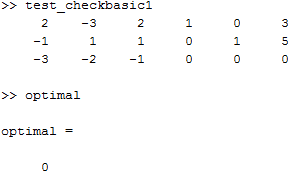 >> test_checkbasic1
2 -3 2 1 0 3
-1 1 1 0 1 5
-3 -2 -1 0 0 0
>> optimal
optimal =
0